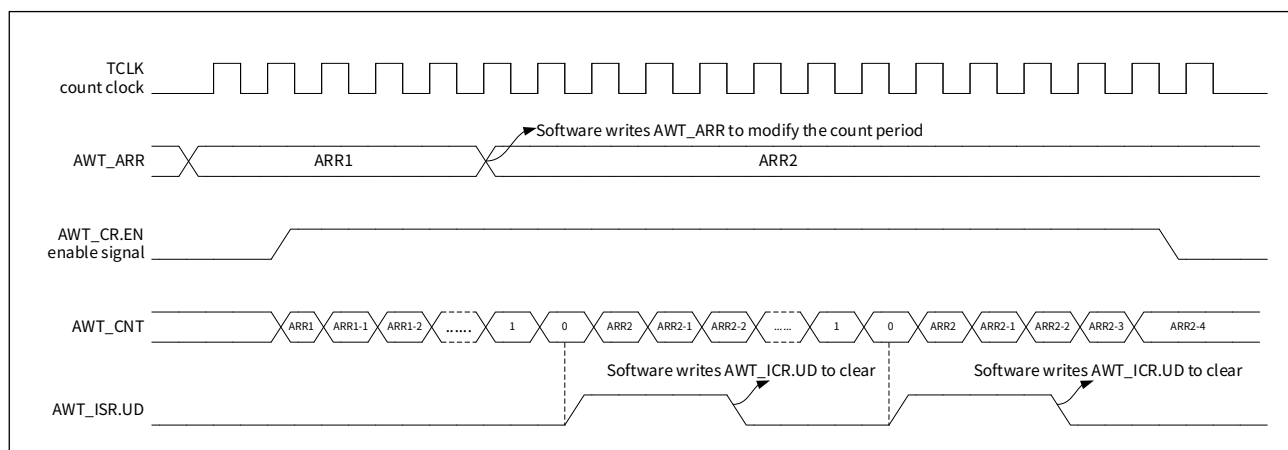 TCLK
count clock
Software writes AWT_ARR to modify the count period
AWT_ARR
ARR1
ARR2
AWT_CR.EN
enable signal
AWT_CNT
ARR1 ARR1-1 ARR1-2 ...... 1 0 ARR2 ARR2-1 ARR2-2 ...... 1 0 ARR2 ARR2-1 ARR2-2 ARR2-3 ARR2-4
Software writes AWT_ICR.UD to clear
Software writes AWT_ICR.UD to clear
AWT_ISR.UD